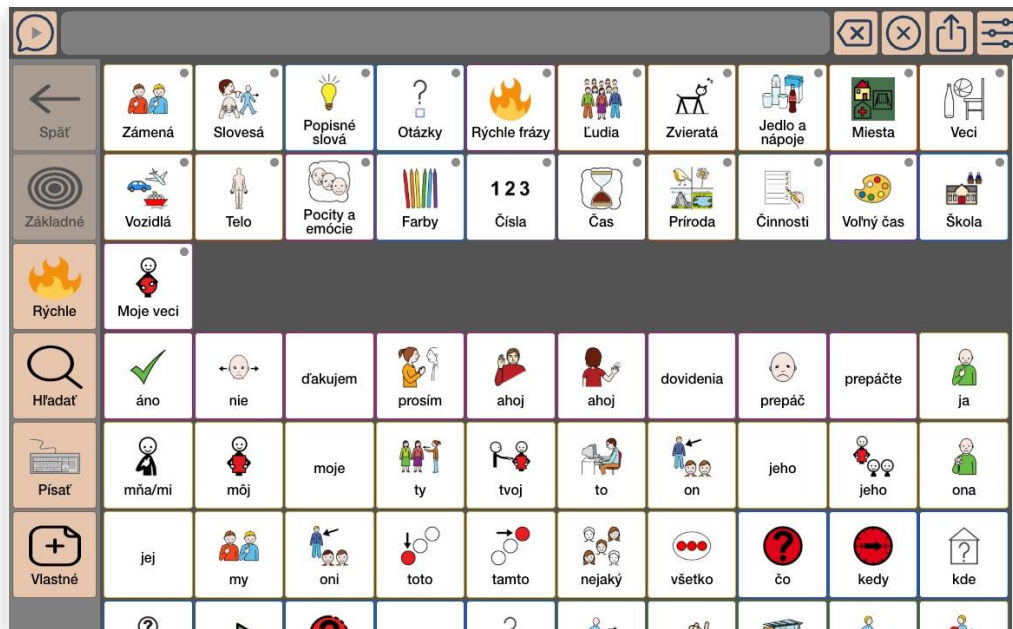 Späť
Zámená
Slovesá
Popisné
slová
?
Otázky
Rýchle frázy
Ľudia
Zvieratá
Jedlo a
nápoje
Miesta
Veci
Základné
Vozidlá
Telo
Pocity a
emócie
Farby
1 2 3
Čísla
Čas
Príroda
Činnosti
Voľný čas
Škola
Rýchle
Moje veci
Hľadať
áno
nie
ďakujem
prosím
ahoj
ahoj
dovidenia
prepáč
prepáčte
ja
Písať
mňa/mi
môj
moje
ty
tvoj
to
on
jeho
jeho
ona
Vlastné
jej
my
oni
toto
tamto
nejaký
všetko
?
čo
kedy
?
kde